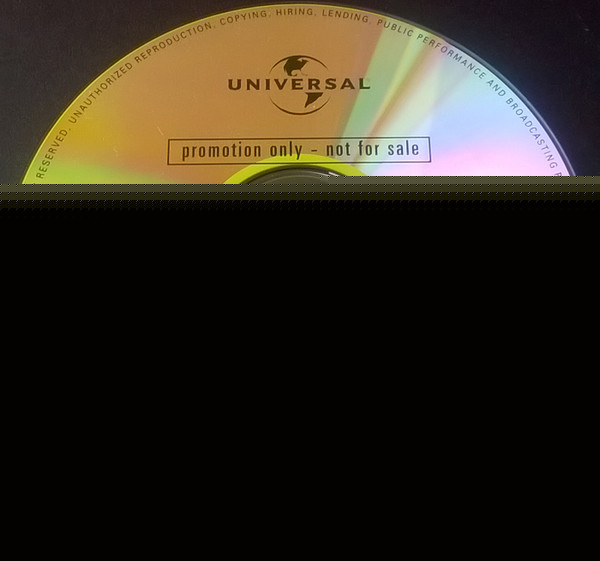 RESERVED. UNAUTHORIZED REPRODUCTION, COPYING, HIRING, LENDING, PUBLIC PERFORMANCE AND BROADCASTING
UNIVERSAL
promotion only - not for sale